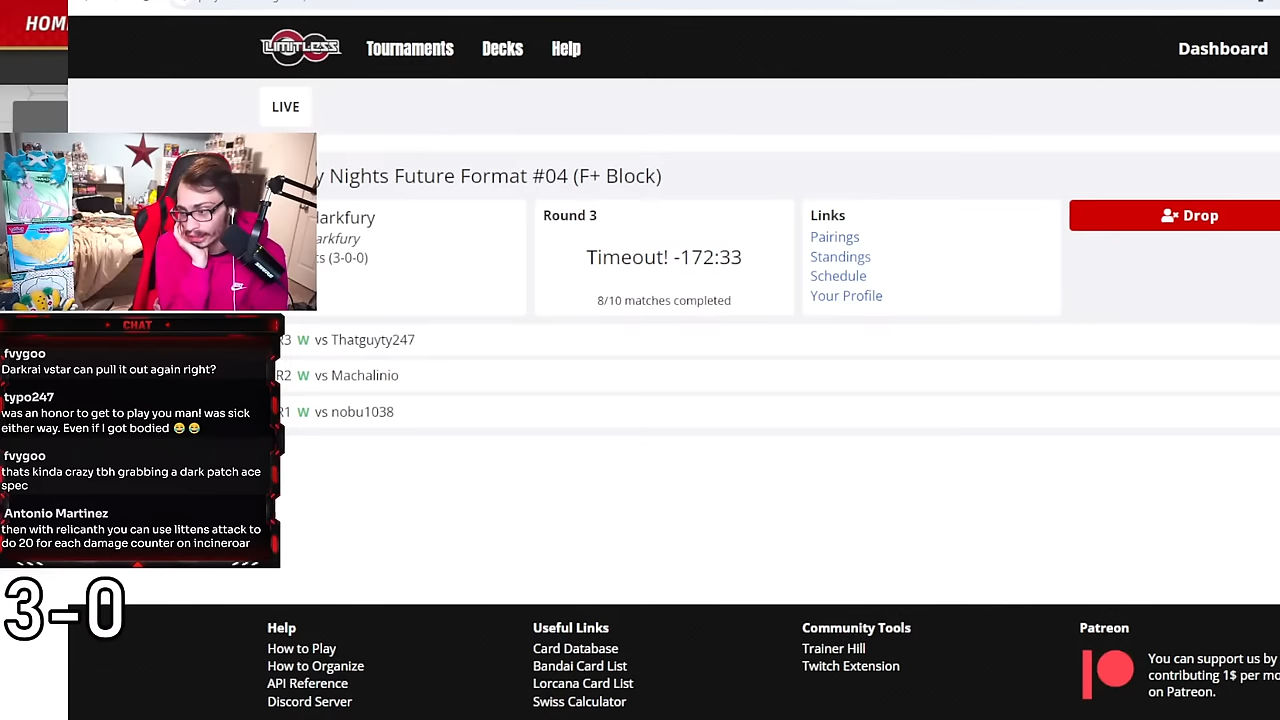 HOM
LIMITLESS
Tournaments
Decks
Help
Dashboard
LIVE
y Nights Future Format #04 (F+ Block)
darkfury
arkfury
ts (3-0-0)
Round 3
Timeout! -172:33
8/10 matches completed
Links
Pairings
Standings
Schedule
Your Profile
Drop
R3 W vs Thatguyty247
R2 W vs Machalinio
R1 W vs nobu1038
CHAT
fvygoo
Darkrai vstar can pull it out again right?
typo247
was an honor to get to play you man! was sick
either way. Even if I got bodied 😂 😂
fvygoo
thats kinda crazy tbh grabbing a dark patch ace
spec
Antonio Martinez
then with relicanth you can use littens attack to
do 20 for each damage counter on incineroar
3-0
Help
How to Play
How to Organize
API Reference
Discord Server
Useful Links
Card Database
Bandai Card List
Lorcana Card List
Swiss Calculator
Community Tools
Trainer Hill
Twitch Extension
Patreon
You can support us by
contributing 1$ per mo
on Patreon.